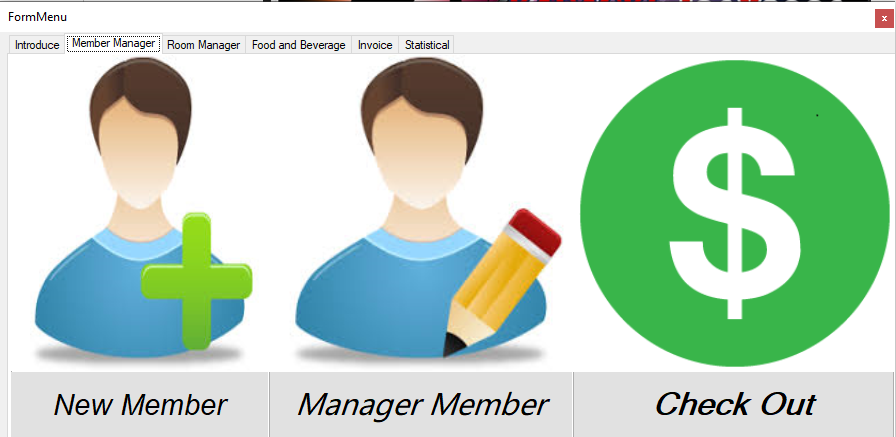 FormMenu
Introduce Member Manager Room Manager Food and Beverage Invoice Statistical
$
New Member Manager Member Check Out